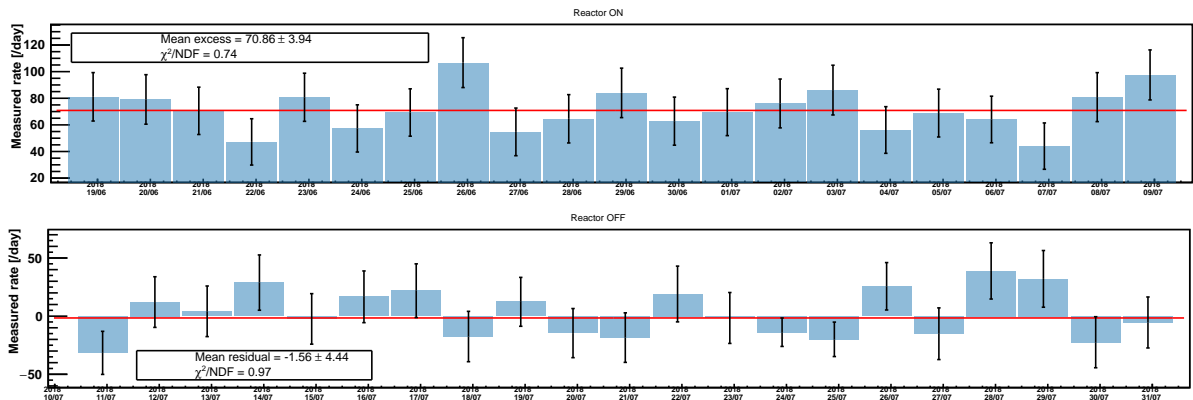 Reactor ON
Measured rate [/day]
Mean excess = 70.86 ± 3.94
χ²/NDF = 0.74
120
100
80
60
40
20
2018 2018 2018 2018 2018 2018 2018 2018 2018 2018 2018 2018 2018 2018 2018 2018 2018 2018 2018 2018 2018
19/06 20/06 21/06 22/06 23/06 24/06 25/06 26/06 27/06 28/06 29/06 30/06 01/07 02/07 03/07 04/07 05/07 06/07 07/07 08/07 09/07
Reactor OFF
Measured rate [/day]
50
0
−50
Mean residual = -1.56 ± 4.44
χ²/NDF = 0.97
2018 2018 2018 2018 2018 2018 2018 2018 2018 2018 2018 2018 2018 2018 2018 2018 2018 2018 2018 2018 2018 2018
10/07 11/07 12/07 13/07 14/07 15/07 16/07 17/07 18/07 19/07 20/07 21/07 22/07 23/07 24/07 25/07 26/07 27/07 28/07 29/07 30/07 31/07